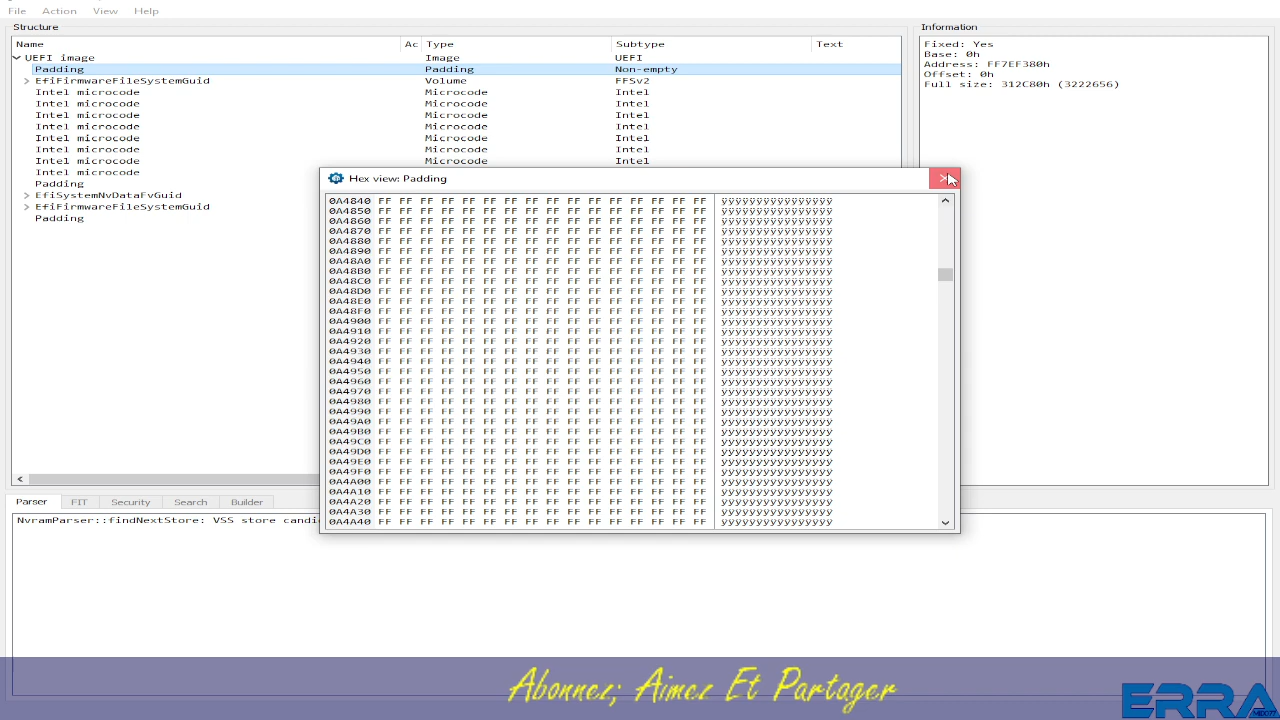 File Action View Help
Structure
Information
Name Ac Type Subtype Text
UEFI image Image UEFI
Padding Padding Non-empty
EfiFirmwareFileSystemGuid Volume FFSv2
Intel microcode Microcode Intel
Intel microcode Microcode Intel
Intel microcode Microcode Intel
Intel microcode Microcode Intel
Intel microcode Microcode Intel
Intel microcode Microcode Intel
Intel microcode Microcode Intel
Intel microcode
Padding
EfiSystemNvDataFvGuid
EfiFirmwareFileSystemGuid
Padding
Fixed: Yes
Base: 0h
Address: FF7EF380h
Offset: 0h
Full size: 312C80h (3222656)
Hex view: Padding
0A4840 FF FF FF FF FF FF FF FF FF FF FF FF FF FF FF FF ÿÿÿÿÿÿÿÿÿÿÿÿÿÿÿÿ
0A4850 FF FF FF FF FF FF FF FF FF FF FF FF FF FF FF FF ÿÿÿÿÿÿÿÿÿÿÿÿÿÿÿÿ
0A4860 FF FF FF FF FF FF FF FF FF FF FF FF FF FF FF FF ÿÿÿÿÿÿÿÿÿÿÿÿÿÿÿÿ
0A4870 FF FF FF FF FF FF FF FF FF FF FF FF FF FF FF FF ÿÿÿÿÿÿÿÿÿÿÿÿÿÿÿÿ
0A4880 FF FF FF FF FF FF FF FF FF FF FF FF FF FF FF FF ÿÿÿÿÿÿÿÿÿÿÿÿÿÿÿÿ
0A4890 FF FF FF FF FF FF FF FF FF FF FF FF FF FF FF FF ÿÿÿÿÿÿÿÿÿÿÿÿÿÿÿÿ
0A48A0 FF FF FF FF FF FF FF FF FF FF FF FF FF FF FF FF ÿÿÿÿÿÿÿÿÿÿÿÿÿÿÿÿ
0A48B0 FF FF FF FF FF FF FF FF FF FF FF FF FF FF FF FF ÿÿÿÿÿÿÿÿÿÿÿÿÿÿÿÿ
0A48C0 FF FF FF FF FF FF FF FF FF FF FF FF FF FF FF FF ÿÿÿÿÿÿÿÿÿÿÿÿÿÿÿÿ
0A48D0 FF FF FF FF FF FF FF FF FF FF FF FF FF FF FF FF ÿÿÿÿÿÿÿÿÿÿÿÿÿÿÿÿ
0A48E0 FF FF FF FF FF FF FF FF FF FF FF FF FF FF FF FF ÿÿÿÿÿÿÿÿÿÿÿÿÿÿÿÿ
0A48F0 FF FF FF FF FF FF FF FF FF FF FF FF FF FF FF FF ÿÿÿÿÿÿÿÿÿÿÿÿÿÿÿÿ
0A4900 FF FF FF FF FF FF FF FF FF FF FF FF FF FF FF FF ÿÿÿÿÿÿÿÿÿÿÿÿÿÿÿÿ
0A4910 FF FF FF FF FF FF FF FF FF FF FF FF FF FF FF FF ÿÿÿÿÿÿÿÿÿÿÿÿÿÿÿÿ
0A4920 FF FF FF FF FF FF FF FF FF FF FF FF FF FF FF FF ÿÿÿÿÿÿÿÿÿÿÿÿÿÿÿÿ
0A4930 FF FF FF FF FF FF FF FF FF FF FF FF FF FF FF FF ÿÿÿÿÿÿÿÿÿÿÿÿÿÿÿÿ
0A4940 FF FF FF FF FF FF FF FF FF FF FF FF FF FF FF FF ÿÿÿÿÿÿÿÿÿÿÿÿÿÿÿÿ
0A4950 FF FF FF FF FF FF FF FF FF FF FF FF FF FF FF FF ÿÿÿÿÿÿÿÿÿÿÿÿÿÿÿÿ
0A4960 FF FF FF FF FF FF FF FF FF FF FF FF FF FF FF FF ÿÿÿÿÿÿÿÿÿÿÿÿÿÿÿÿ
0A4970 FF FF FF FF FF FF FF FF FF FF FF FF FF FF FF FF ÿÿÿÿÿÿÿÿÿÿÿÿÿÿÿÿ
0A4980 FF FF FF FF FF FF FF FF FF FF FF FF FF FF FF FF ÿÿÿÿÿÿÿÿÿÿÿÿÿÿÿÿ
0A4990 FF FF FF FF FF FF FF FF FF FF FF FF FF FF FF FF ÿÿÿÿÿÿÿÿÿÿÿÿÿÿÿÿ
0A49A0 FF FF FF FF FF FF FF FF FF FF FF FF FF FF FF FF ÿÿÿÿÿÿÿÿÿÿÿÿÿÿÿÿ
0A49B0 FF FF FF FF FF FF FF FF FF FF FF FF FF FF FF FF ÿÿÿÿÿÿÿÿÿÿÿÿÿÿÿÿ
0A49C0 FF FF FF FF FF FF FF FF FF FF FF FF FF FF FF FF ÿÿÿÿÿÿÿÿÿÿÿÿÿÿÿÿ
0A49D0 FF FF FF FF FF FF FF FF FF FF FF FF FF FF FF FF ÿÿÿÿÿÿÿÿÿÿÿÿÿÿÿÿ
0A49E0 FF FF FF FF FF FF FF FF FF FF FF FF FF FF FF FF ÿÿÿÿÿÿÿÿÿÿÿÿÿÿÿÿ
0A49F0 FF FF FF FF FF FF FF FF FF FF FF FF FF FF FF FF ÿÿÿÿÿÿÿÿÿÿÿÿÿÿÿÿ
0A4A00 FF FF FF FF FF FF FF FF FF FF FF FF FF FF FF FF ÿÿÿÿÿÿÿÿÿÿÿÿÿÿÿÿ
0A4A10 FF FF FF FF FF FF FF FF FF FF FF FF FF FF FF FF ÿÿÿÿÿÿÿÿÿÿÿÿÿÿÿÿ
0A4A20 FF FF FF FF FF FF FF FF FF FF FF FF FF FF FF FF ÿÿÿÿÿÿÿÿÿÿÿÿÿÿÿÿ
0A4A30 FF FF FF FF FF FF FF FF FF FF FF FF FF FF FF FF ÿÿÿÿÿÿÿÿÿÿÿÿÿÿÿÿ
0A4A40 FF FF FF FF FF FF FF FF FF FF FF FF FF FF FF FF ÿÿÿÿÿÿÿÿÿÿÿÿÿÿÿÿ
Parser FIT Security Search Builder
NvramParser::findNextStore: VSS store candi
Abonnez; Aimez Et Partager
ERRA